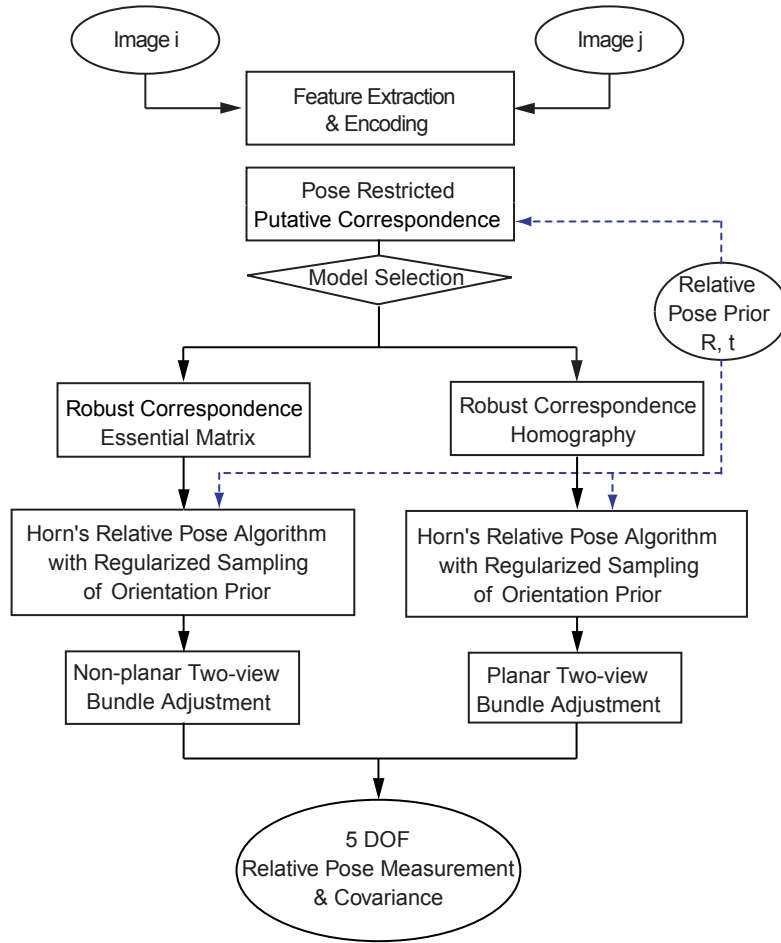 Image i
Image j
Feature Extraction
& Encoding
Pose Restricted
Putative Correspondence
Model Selection
Relative
Pose Prior
R, t
Robust Correspondence
Essential Matrix
Robust Correspondence
Homography
Horn's Relative Pose Algorithm
with Regularized Sampling
of Orientation Prior
Horn's Relative Pose Algorithm
with Regularized Sampling
of Orientation Prior
Non-planar Two-view
Bundle Adjustment
Planar Two-view
Bundle Adjustment
5 DOF
Relative Pose Measurement
& Covariance